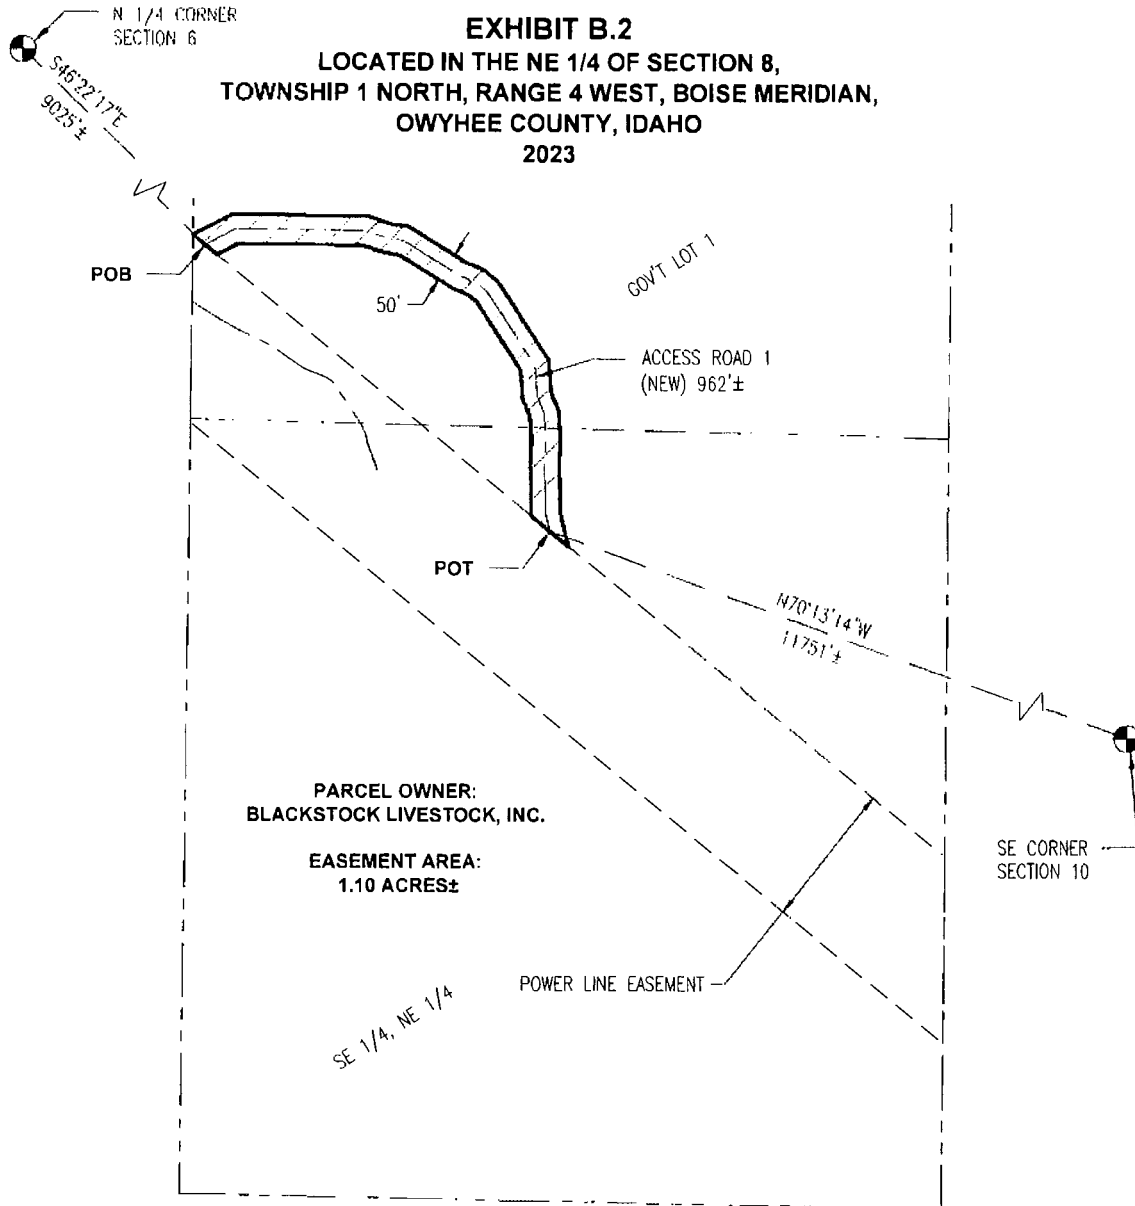 N 1/4 CORNER
SECTION 6
EXHIBIT B.2
LOCATED IN THE NE 1/4 OF SECTION 8,
TOWNSHIP 1 NORTH, RANGE 4 WEST, BOISE MERIDIAN,
OWYHEE COUNTY, IDAHO
2023
S46°22'17"E
9025'±
POB
50'
GOV'T LOT 1
ACCESS ROAD 1
(NEW) 962'±
POT
N70°13'14"W
11751'±
PARCEL OWNER:
BLACKSTOCK LIVESTOCK, INC.
EASEMENT AREA:
1.10 ACRES±
SE CORNER
SECTION 10
POWER LINE EASEMENT
SE 1/4, NE 1/4